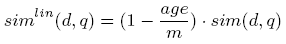 sim^{lin}(d, q) = (1 - \frac{age}{m}) \cdot sim(d, q)